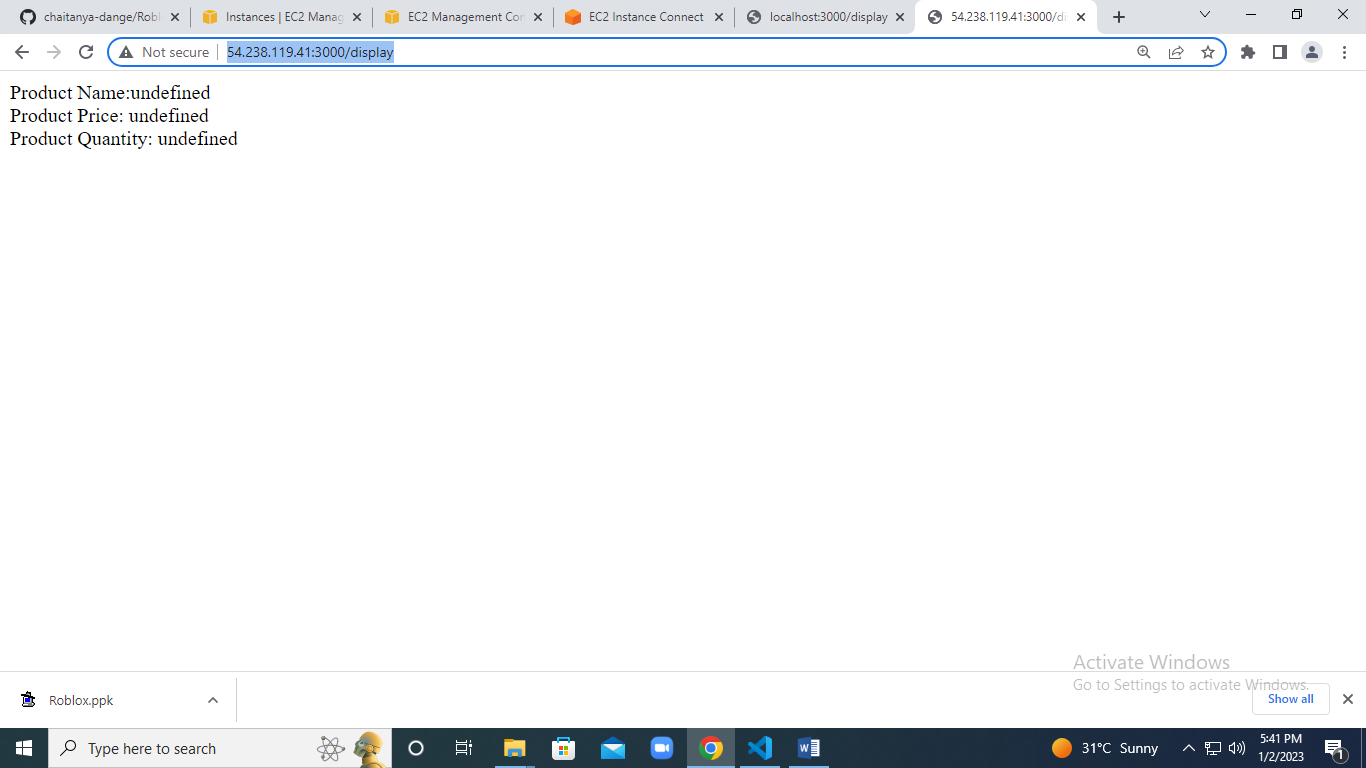 chaitanya-dange/Robl
Instances | EC2 Manag
EC2 Management Con
EC2 Instance Connect
localhost:3000/display
54.238.119.41:3000/di
Not secure
54.238.119.41:3000/display
Product Name:undefined
Product Price: undefined
Product Quantity: undefined
Activate Windows
Go to Settings to activate Windows.
Roblox.ppk
Show all
Type here to search
31°C Sunny
5:41 PM
1/2/2023
1